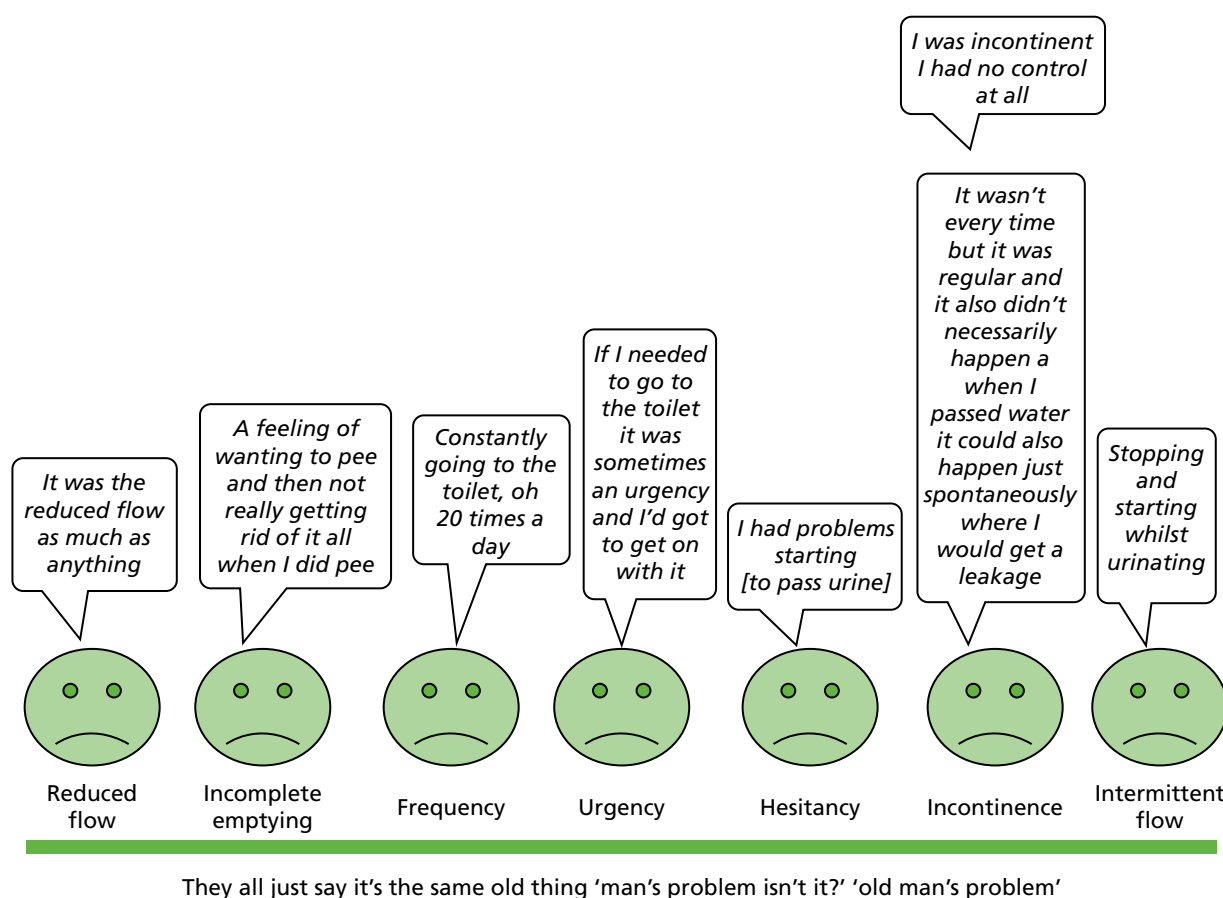 I was incontinent
I had no control
at all
It was the
reduced flow
as much as
anything
A feeling of
wanting to pee
and then not
really getting
rid of it all
when I did pee
Constantly
going to the
toilet, oh
20 times a
day
If I needed
to go to
the toilet
it was
sometimes
an urgency
and I'd got
to get on
with it
I had problems
starting
[to pass urine]
It wasn't
every time
but it was
regular and
it also didn't
necessarily
happen a
when I
passed water
it could also
happen just
spontaneously
where I
would get a
leakage
Stopping
and
starting
whilst
urinating
Reduced
flow
Incomplete
emptying
Frequency
Urgency
Hesitancy
Incontinence
Intermittent
flow
They all just say it's the same old thing 'man's problem isn't it?' 'old man's problem'